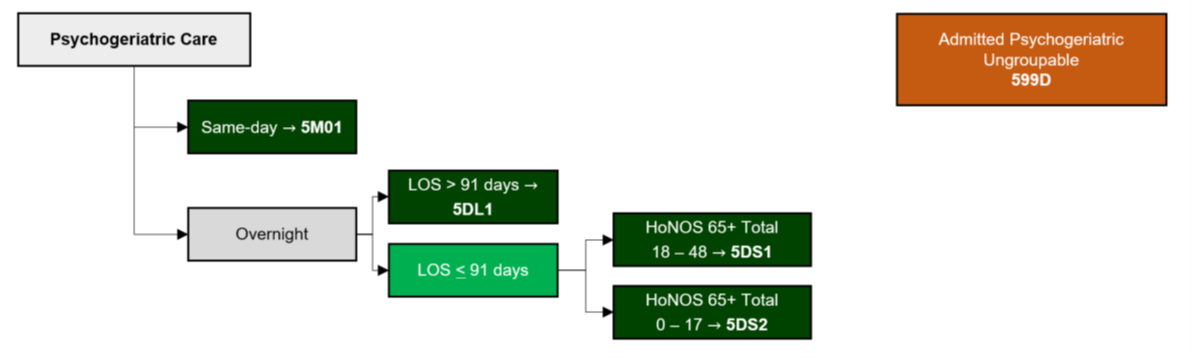 Psychogeriatric Care
Admitted Psychogeriatric
Ungroupable
599D
Same-day → 5M01
LOS > 91 days →
5DL1
Overnight
LOS ≤ 91 days
HoNOS 65+ Total
18 – 48 → 5DS1
HoNOS 65+ Total
0 – 17 → 5DS2